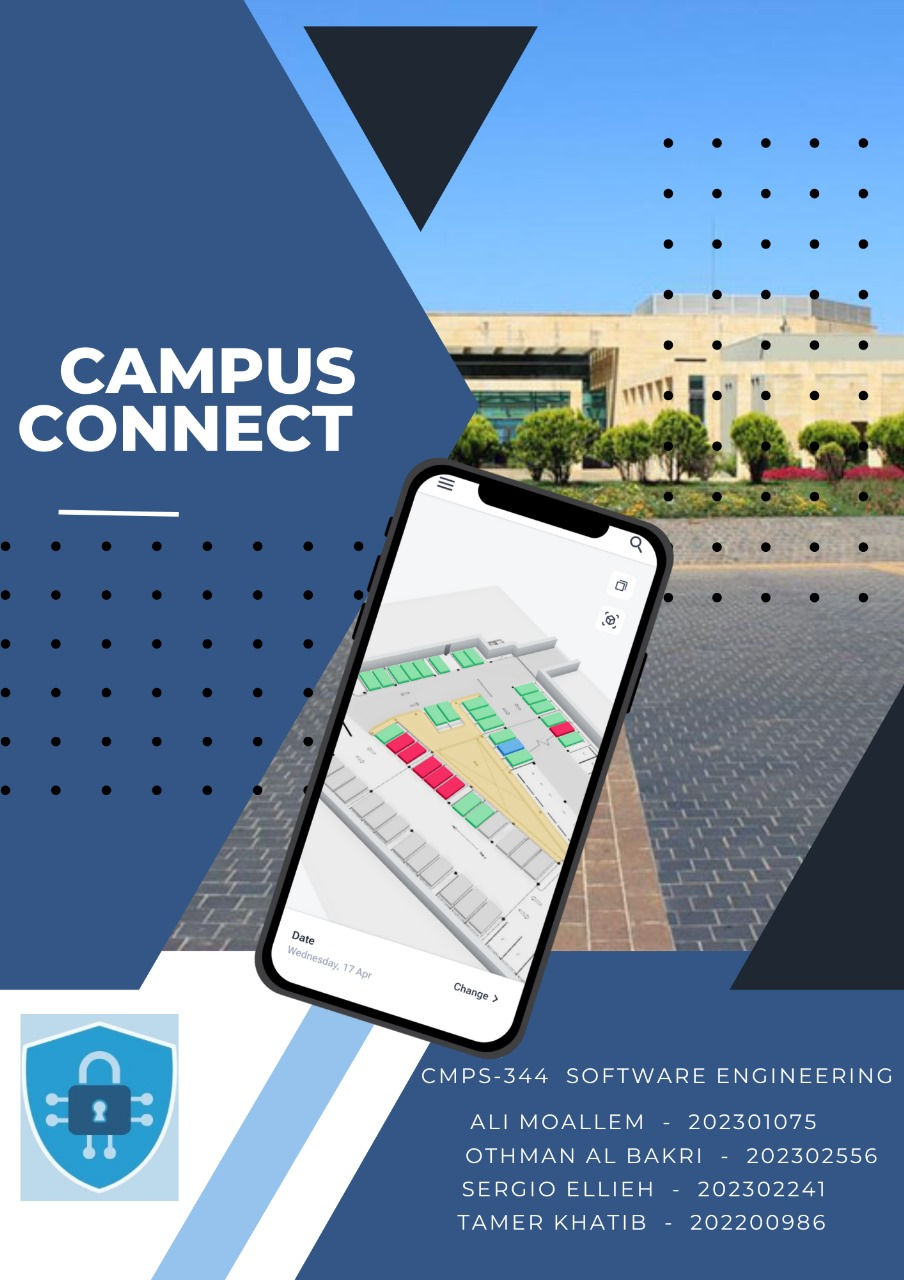 CAMPUS
CONNECT
Date
Wednesday, 17 Apr
Change >
CMPS-344 SOFTWARE ENGINEERING
ALI MOALLEM - 202301075
OTHMAN AL BAKRI - 202302556
SERGIO ELLIEH - 202302241
TAMER KHATIB - 202200986